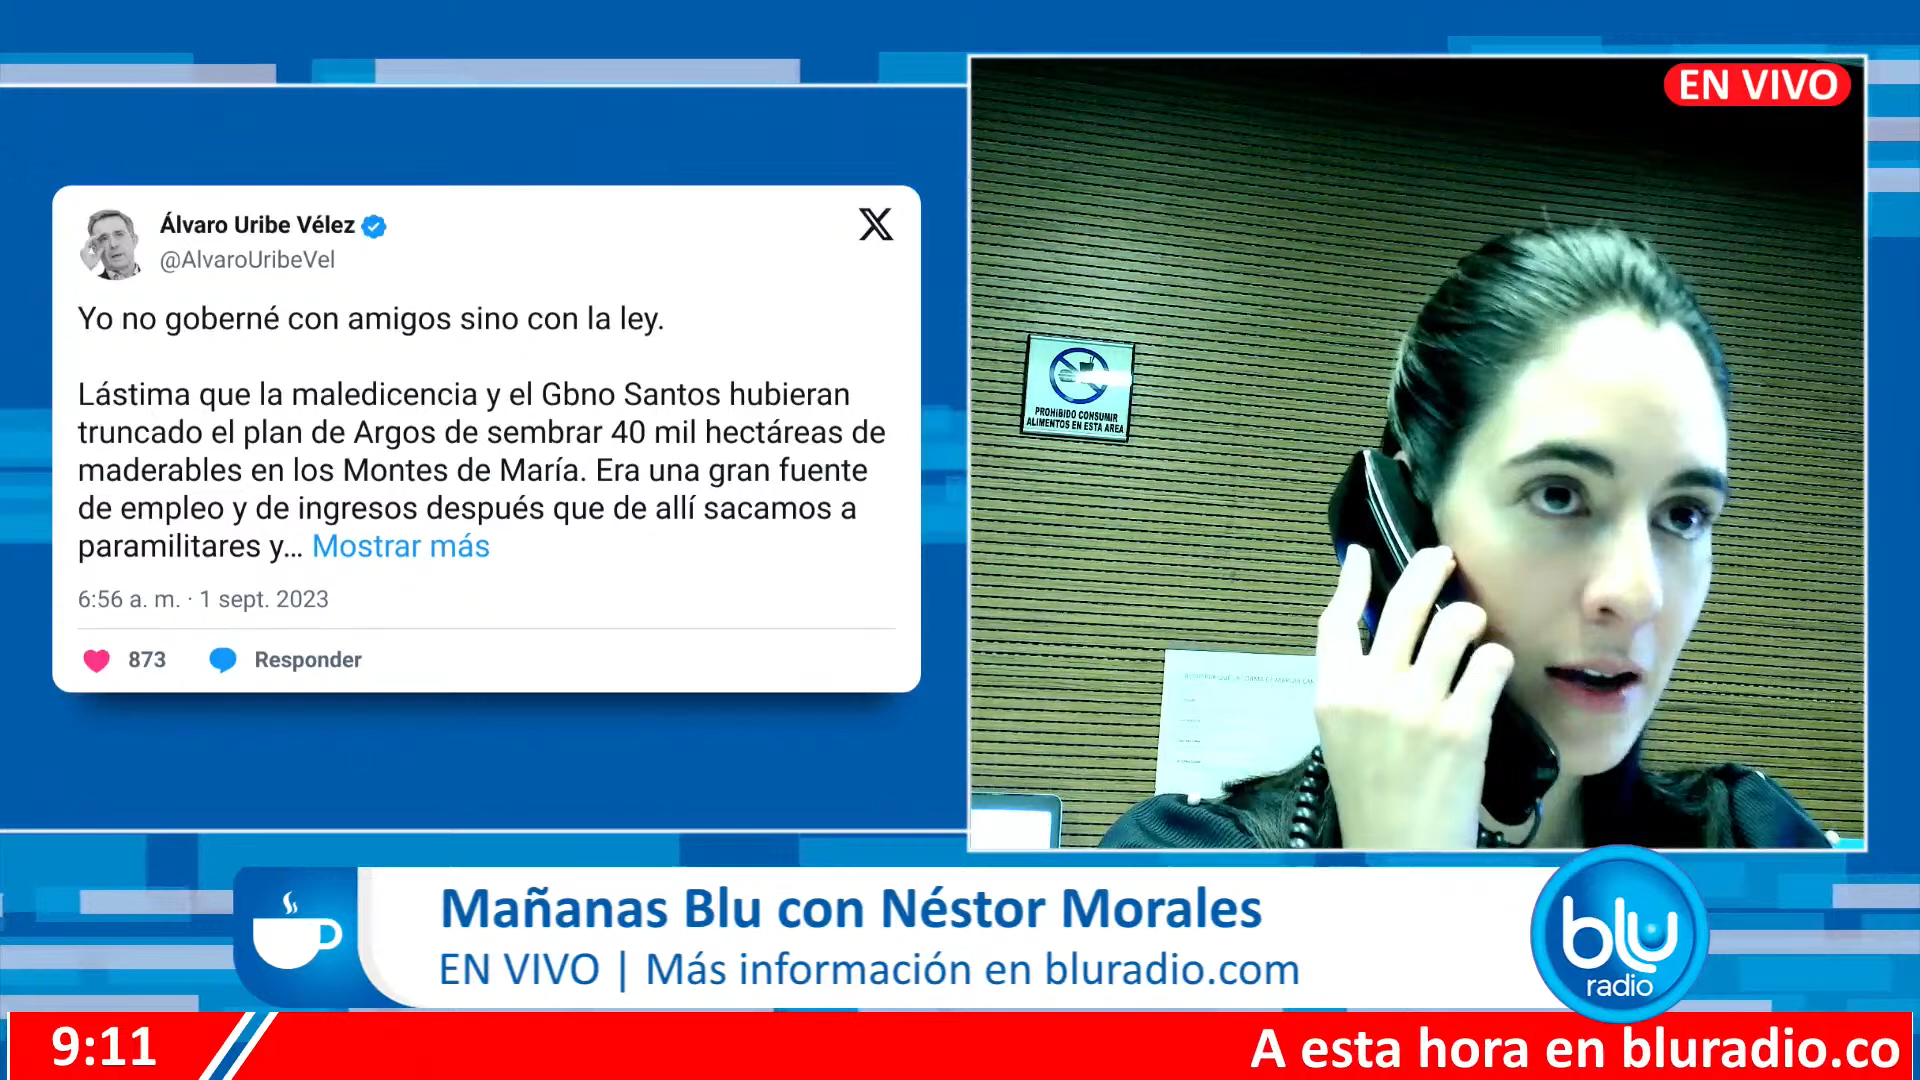 EN VIVO
Álvaro Uribe Vélez
@AlvaroUribeVel
X
Yo no goberné con amigos sino con la ley.
Lástima que la maledicencia y el Gbno Santos hubieran
truncado el plan de Argos de sembrar 40 mil hectáreas de
maderables en los Montes de María. Era una gran fuente
de empleo y de ingresos después que de allí sacamos a
paramilitares y... Mostrar más
6:56 a. m. · 1 sept. 2023
873 Responder
PROHIBIDO CONSUMIR
ALIMENTOS EN ESTA AREA
Mañanas Blu con Néstor Morales
EN VIVO | Más información en bluradio.com
blu
radio
9:11
A esta hora en bluradio.co